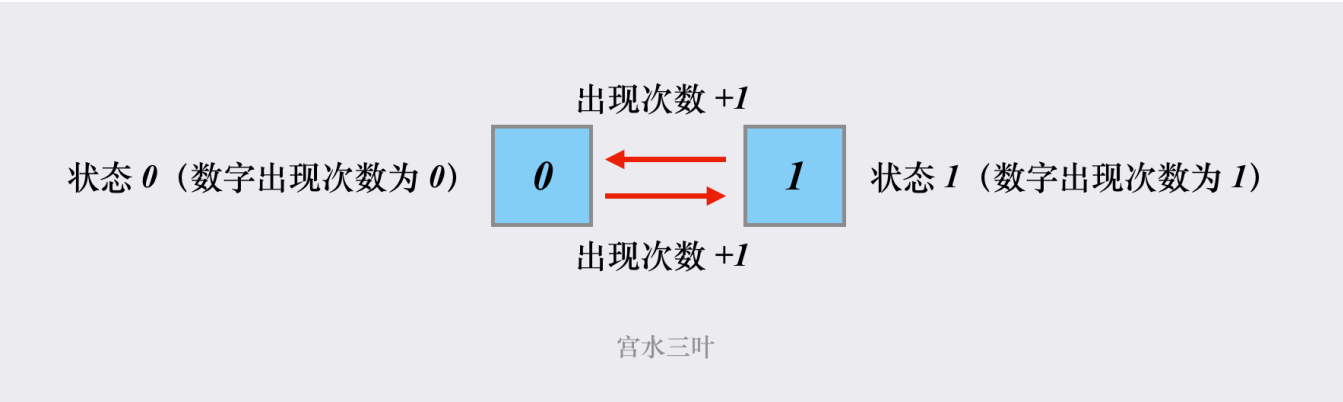 出现次数 +1
状态 0（数字出现次数为 0） 0 1 状态 1（数字出现次数为 1）
出现次数 +1
宫水三叶